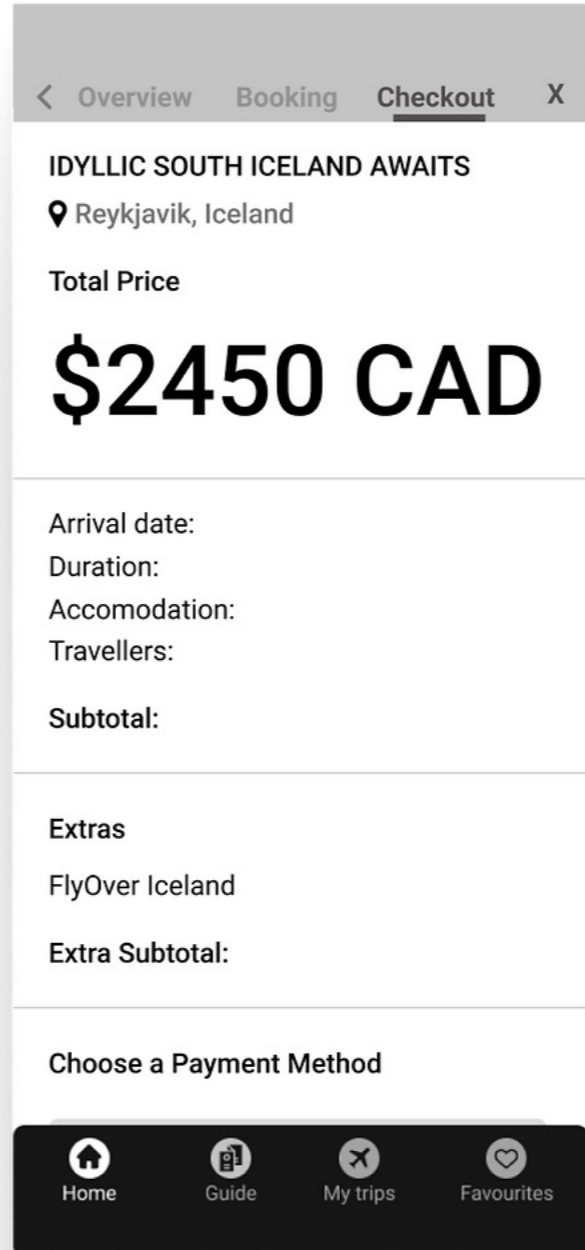 Overview Booking Checkout X
IDYLLIC SOUTH ICELAND AWAITS
Reykjavik, Iceland
Total Price
$2450 CAD
Arrival date:
Duration:
Accomodation:
Travellers:
Subtotal:
Extras
FlyOver Iceland
Extra Subtotal:
Choose a Payment Method
Home Guide My trips Favourites